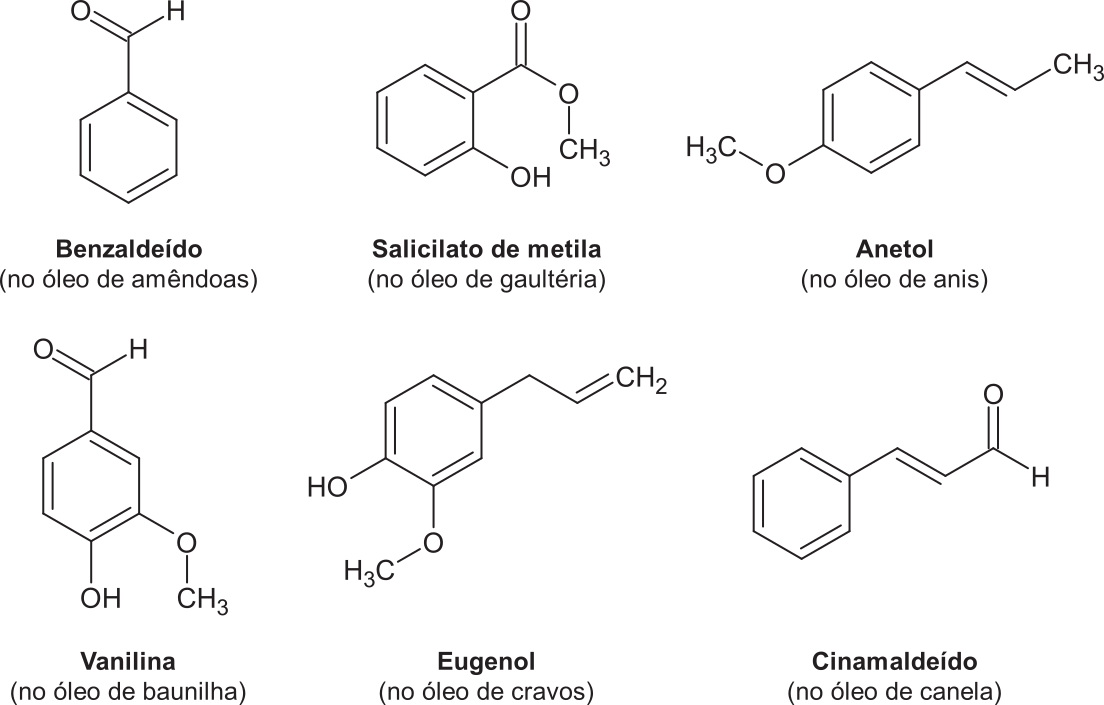 O H
O
O
CH3
OH
CH3
H3C
O
Benzaldeído
(no óleo de amêndoas)
Salicilato de metila
(no óleo de gaultéria)
Anetol
(no óleo de anis)
O H
O
OH
CH3
CH2
HO
O
H3C
O
H
Vanilina
(no óleo de baunilha)
Eugenol
(no óleo de cravos)
Cinamaldeído
(no óleo de canela)